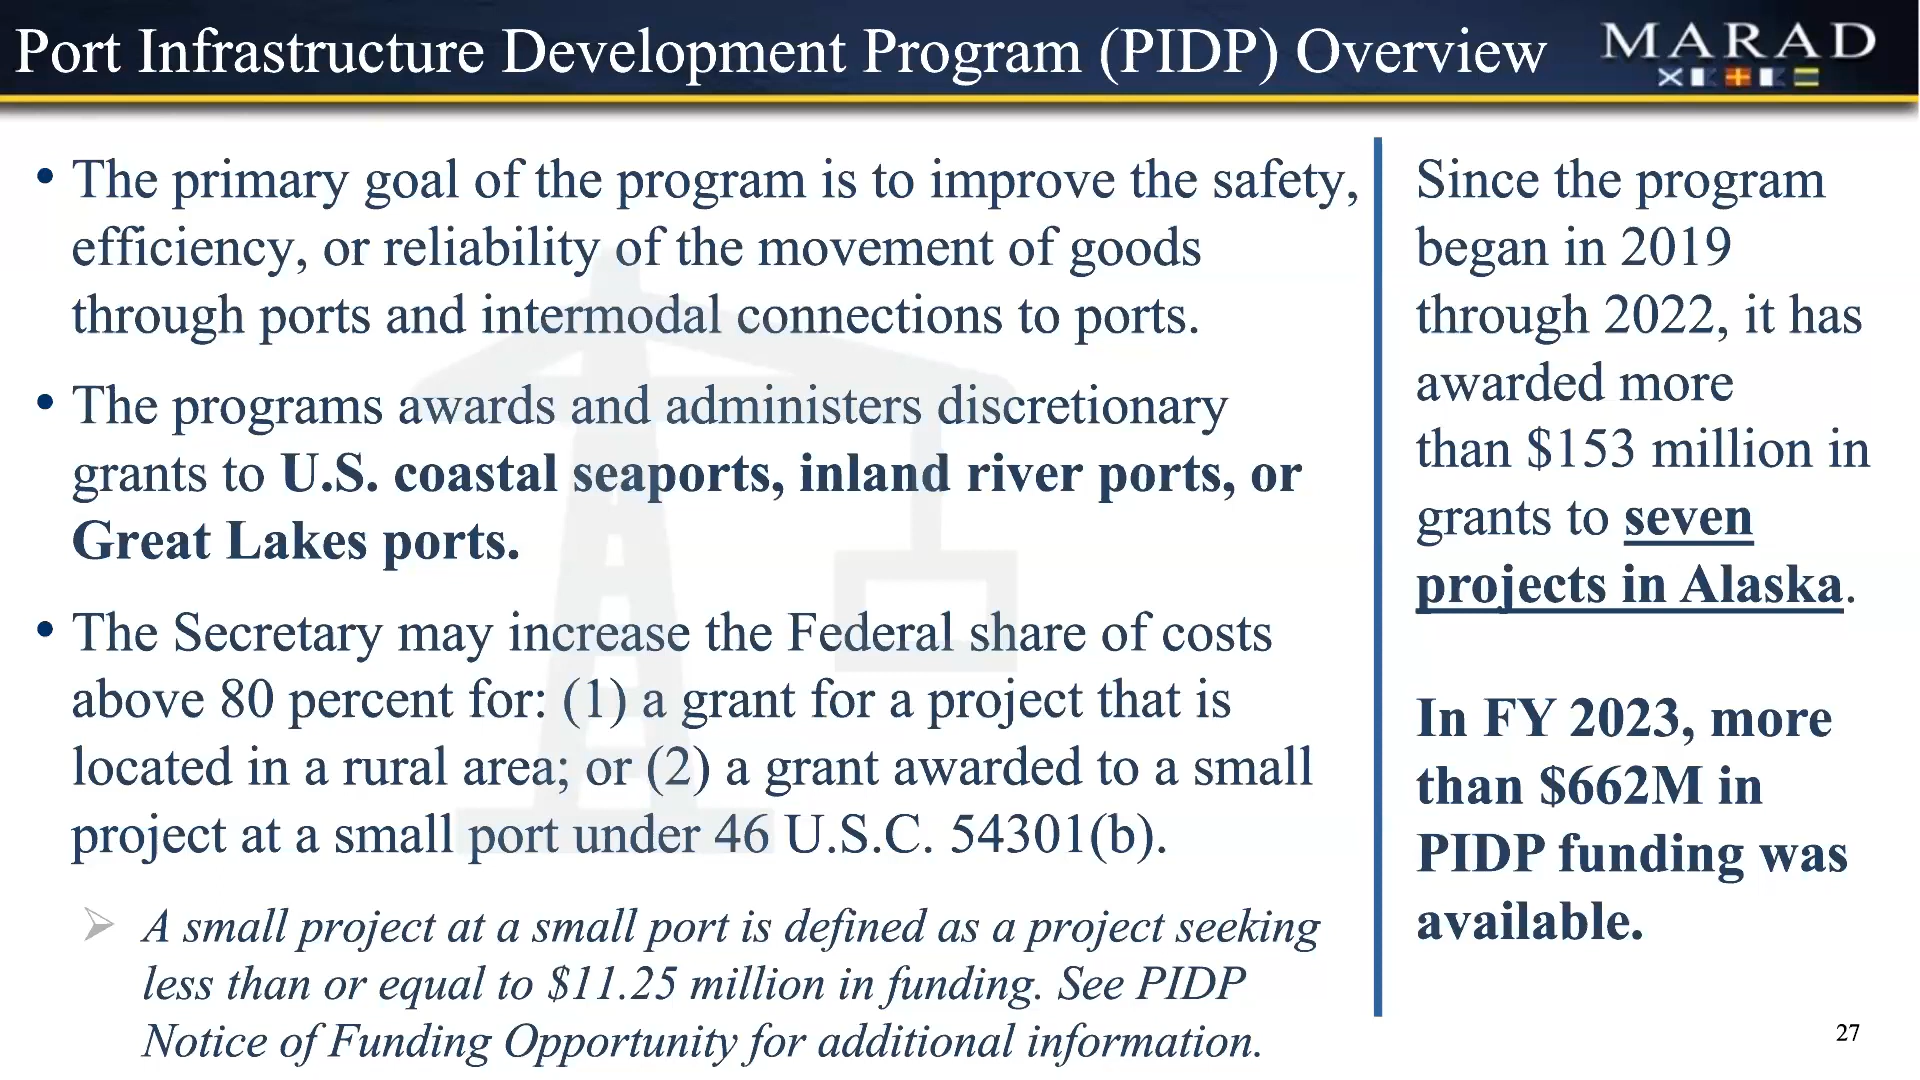 Port Infrastructure Development Program (PIDP) Overview
MARAD
• The primary goal of the program is to improve the safety,
efficiency, or reliability of the movement of goods
through ports and intermodal connections to ports.
• The programs awards and administers discretionary
grants to U.S. coastal seaports, inland river ports, or
Great Lakes ports.
• The Secretary may increase the Federal share of costs
above 80 percent for: (1) a grant for a project that is
located in a rural area; or (2) a grant awarded to a small
project at a small port under 46 U.S.C. 54301(b).
➢ A small project at a small port is defined as a project seeking
less than or equal to $11.25 million in funding. See PIDP
Notice of Funding Opportunity for additional information.
Since the program
began in 2019
through 2022, it has
awarded more
than $153 million in
grants to seven
projects in Alaska.
In FY 2023, more
than $662M in
PIDP funding was
available.
27